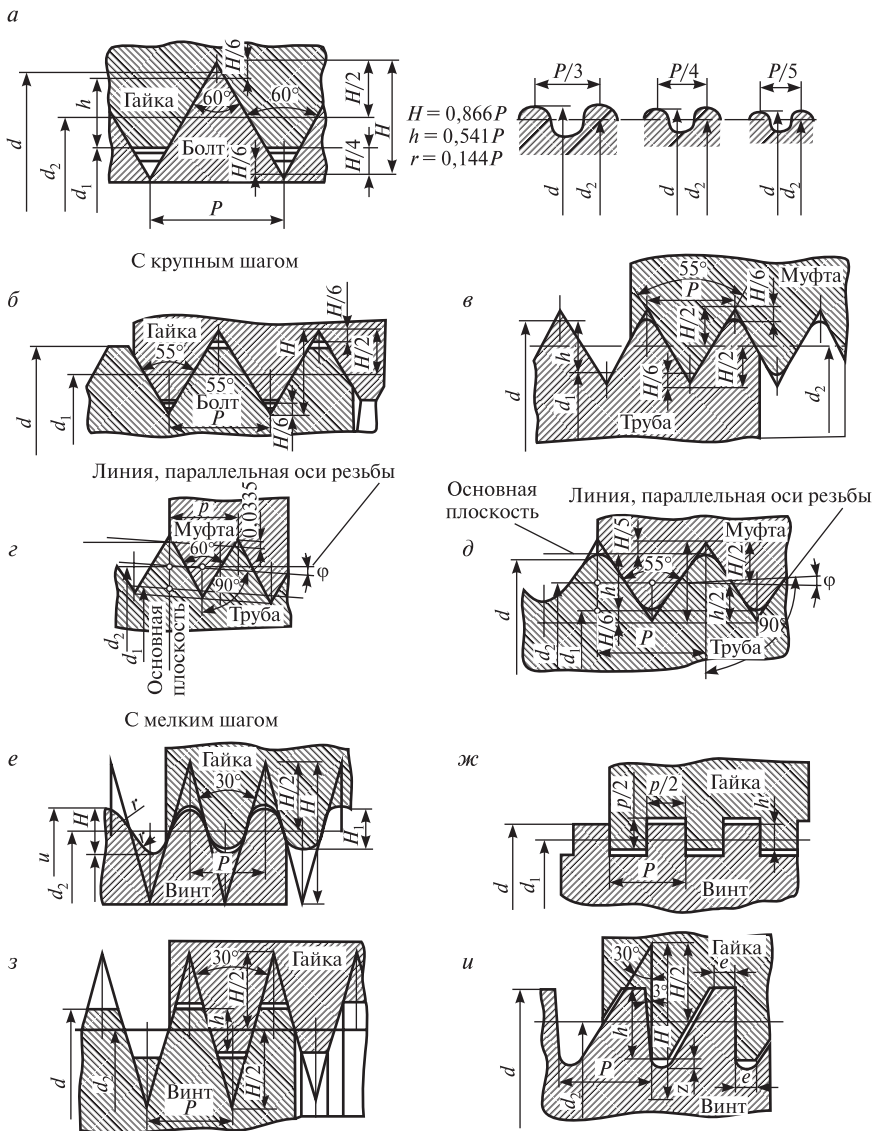 а
Гайка
60°
60°
Болт
H/6
H/2
H
H/6
H/4
h
d
d₂
d₁
P
H = 0,866P
h = 0,541P
r = 0,144P
P/3
P/4
P/5
d
d₂
d
d₂
d
d₂
С крупным шагом
б
Гайка
55°
55°
Болт
P
H/6
H
H/2
H/6
d
d₁
в
55°
P
Муфта
H/6
H/2
h
H/6
H/2
d
d₁
d₂
Труба
Линия, параллельная оси резьбы
г
p
Муфта
60°
0,0335
90°
φ
Труба
d₂
d₁
Основная
плоскость
Основная
плоскость
Линия, параллельная оси резьбы
д
Муфта
H/5
55°
H/2
h
h/2
φ
90°
d
d₂
d₁
H/6
P
Труба
С мелким шагом
е
Гайка
30°
H/2
H
r
r
H
H₁
и
d₂
P
Винт
ж
p/2
p/2
Гайка
h
d
d₁
P
Винт
з
30°
Гайка
H/2
h
d
d₂
H/2
Винт
P
и
30°
Гайка
e
3°
H/2
h
H
d
d₂
P
z
e
Винт